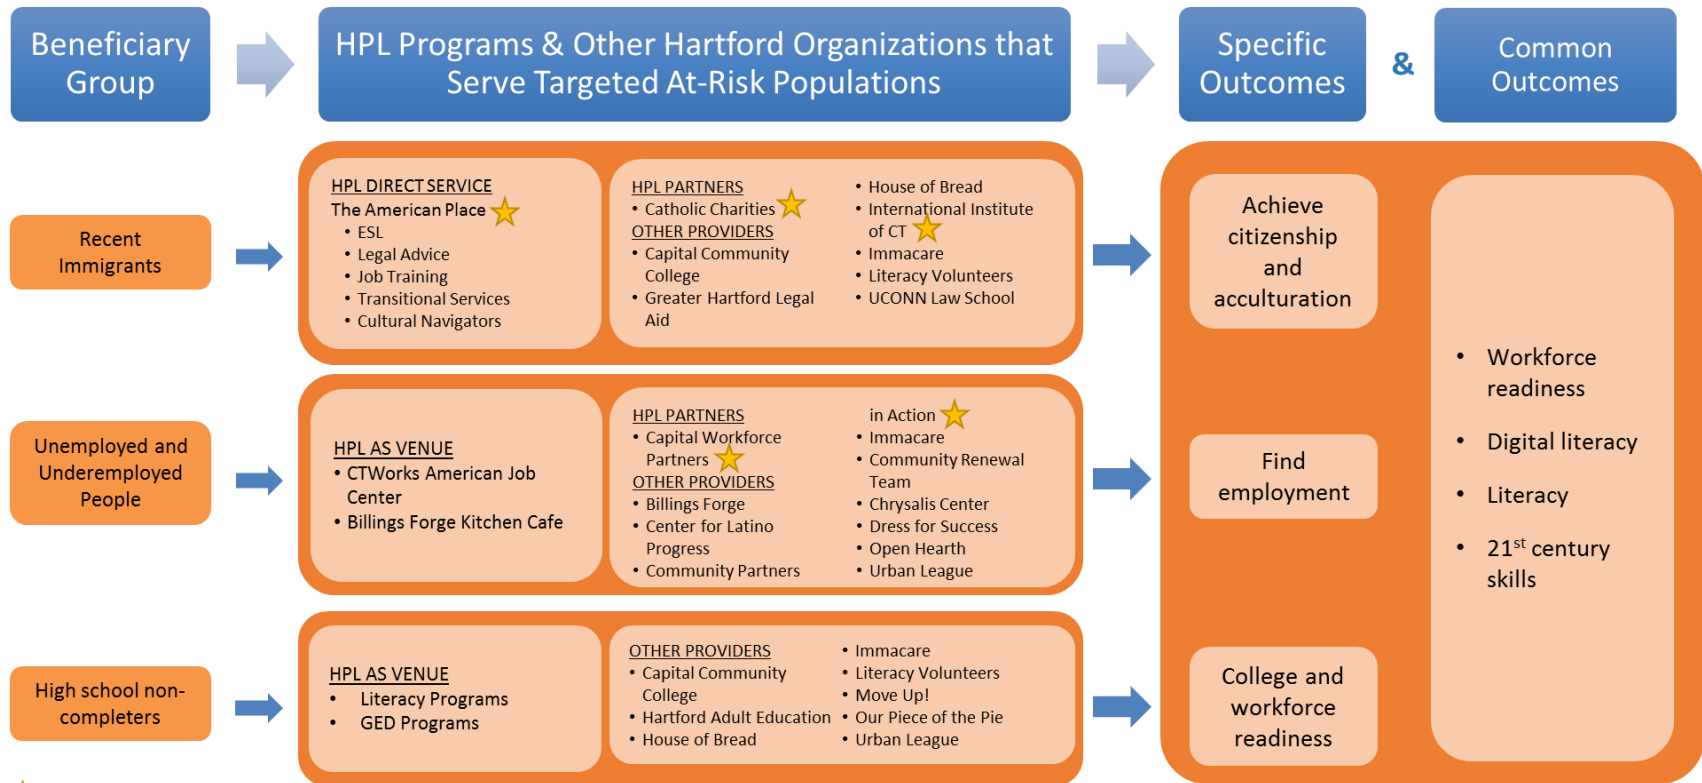 Beneficiary
Group
HPL Programs & Other Hartford Organizations that
Serve Targeted At-Risk Populations
Specific
Outcomes
&
Common
Outcomes
Recent
Immigrants
HPL DIRECT SERVICE
The American Place
• ESL
• Legal Advice
• Job Training
• Transitional Services
• Cultural Navigators
HPL PARTNERS
• Catholic Charities
OTHER PROVIDERS
• Capital Community
College
• Greater Hartford Legal
Aid
• House of Bread
• International Institute
of CT
• Immacare
• Literacy Volunteers
• UCONN Law School
Achieve
citizenship
and
acculturation
Unemployed and
Underemployed
People
HPL AS VENUE
• CTWorks American Job
Center
• Billings Forge Kitchen Cafe
HPL PARTNERS
• Capital Workforce
Partners
OTHER PROVIDERS
• Billings Forge
• Center for Latino
Progress
• Community Partners
in Action
• Immacare
• Community Renewal
Team
• Chrysalis Center
• Dress for Success
• Open Hearth
• Urban League
Find
employment
High school non-
completers
HPL AS VENUE
• Literacy Programs
• GED Programs
OTHER PROVIDERS
• Capital Community
College
• Hartford Adult Education
• House of Bread
• Immacare
• Literacy Volunteers
• Move Up!
• Our Piece of the Pie
• Urban League
College and
workforce
readiness
• Workforce
readiness
• Digital literacy
• Literacy
• 21st century
skills